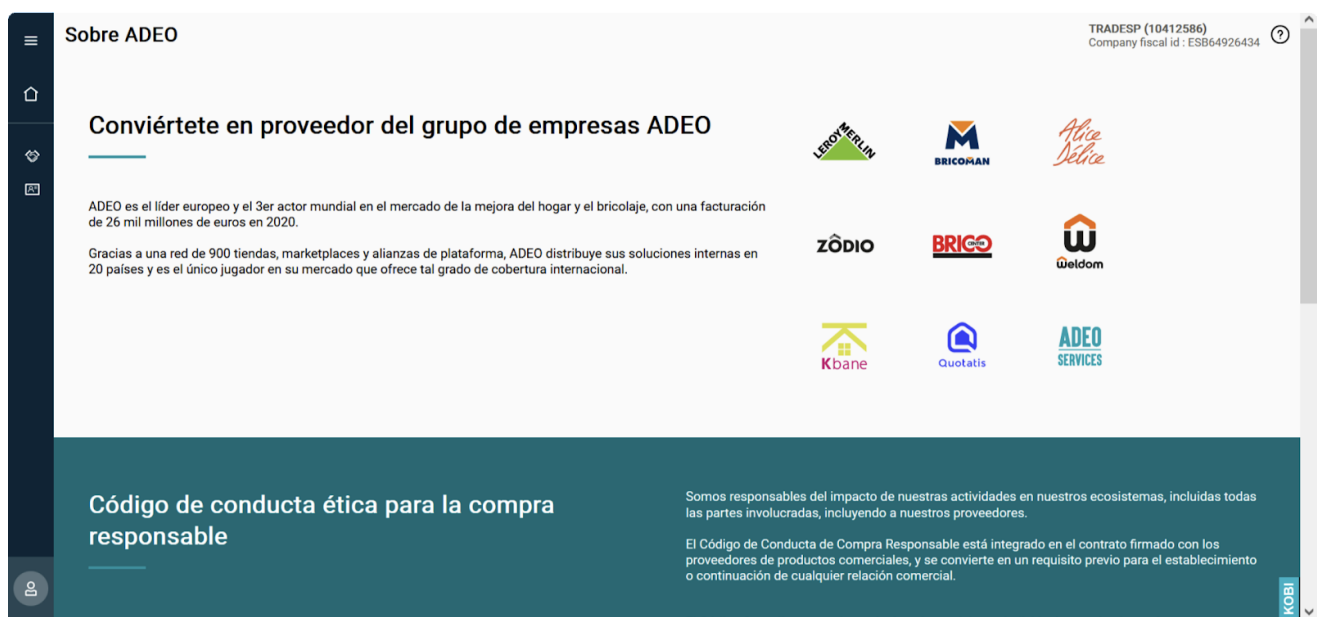 Sobre ADEO
TRADESP (10412586)
Company fiscal id : ESB64926434
?
Conviértete en proveedor del grupo de empresas ADEO
ADEO es el líder europeo y el 3er actor mundial en el mercado de la mejora del hogar y el bricolaje, con una facturación
de 26 mil millones de euros en 2020.
Gracias a una red de 900 tiendas, marketplaces y alianzas de plataforma, ADEO distribuye sus soluciones internas en
20 países y es el único jugador en su mercado que ofrece tal grado de cobertura internacional.
LEROY MERLIN
BRICOMAN
Alice
Délice
ZÔDIO
BRICO CENTER
weldom
Kbane
Quotatis
ADEO
SERVICES
Código de conducta ética para la compra
responsable
Somos responsables del impacto de nuestras actividades en nuestros ecosistemas, incluidas todas
las partes involucradas, incluyendo a nuestros proveedores.
El Código de Conducta de Compra Responsable está integrado en el contrato firmado con los
proveedores de productos comerciales, y se convierte en un requisito previo para el establecimiento
o continuación de cualquier relación comercial.
KOBI